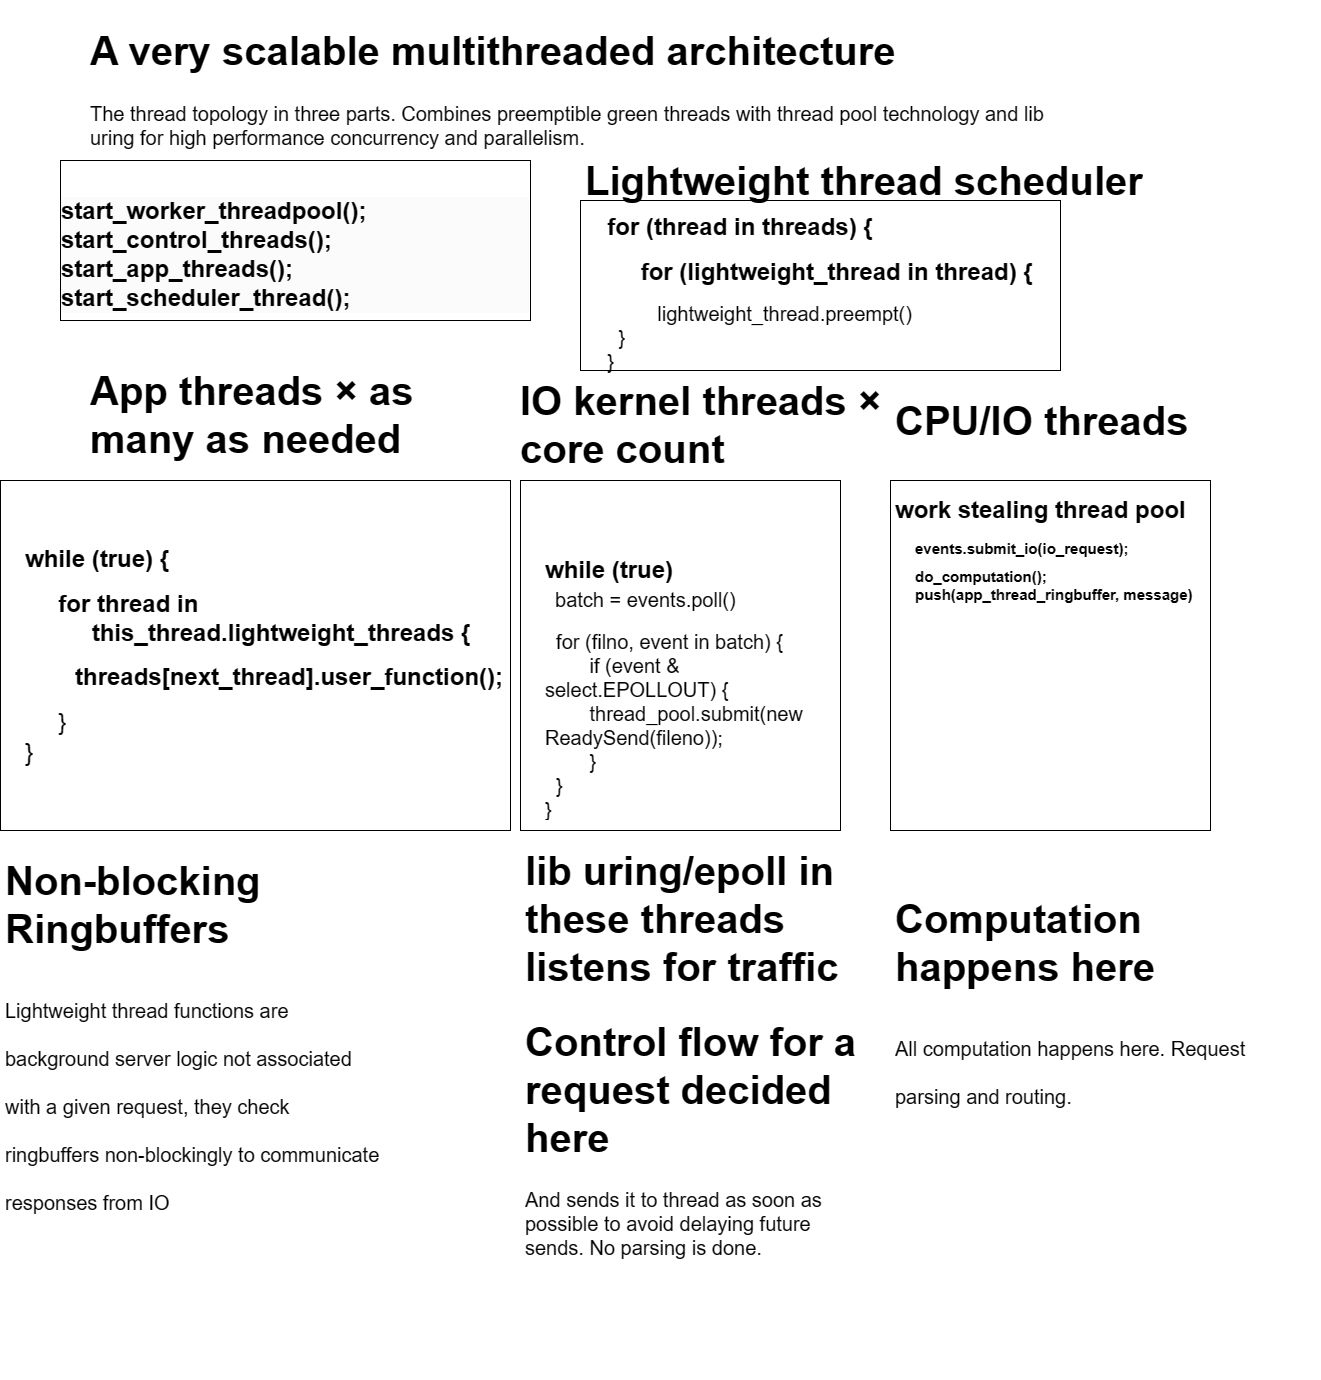 A very scalable multithreaded architecture
The thread topology in three parts. Combines preemptible green threads with thread pool technology and lib
uring for high performance concurrency and parallelism.
start_worker_threadpool();
start_control_threads();
start_app_threads();
start_scheduler_thread();
Lightweight thread scheduler
for (thread in threads) {
for (lightweight_thread in thread) {
lightweight_thread.preempt()
}
}
App threads × as
many as needed
while (true) {
for thread in
this_thread.lightweight_threads {
threads[next_thread].user_function();
}
}
Non-blocking
Ringbuffers
Lightweight thread functions are
background server logic not associated
with a given request, they check
ringbuffers non-blockingly to communicate
responses from IO
IO kernel threads ×
core count
while (true)
batch = events.poll()
for (filno, event in batch) {
if (event &
select.EPOLLOUT) {
thread_pool.submit(new
ReadySend(fileno));
}
}
}
lib uring/epoll in
these threads
listens for traffic
Control flow for a
request decided
here
And sends it to thread as soon as
possible to avoid delaying future
sends. No parsing is done.
CPU/IO threads
work stealing thread pool
events.submit_io(io_request);
do_computation();
push(app_thread_ringbuffer, message)
Computation
happens here
All computation happens here. Request
parsing and routing.